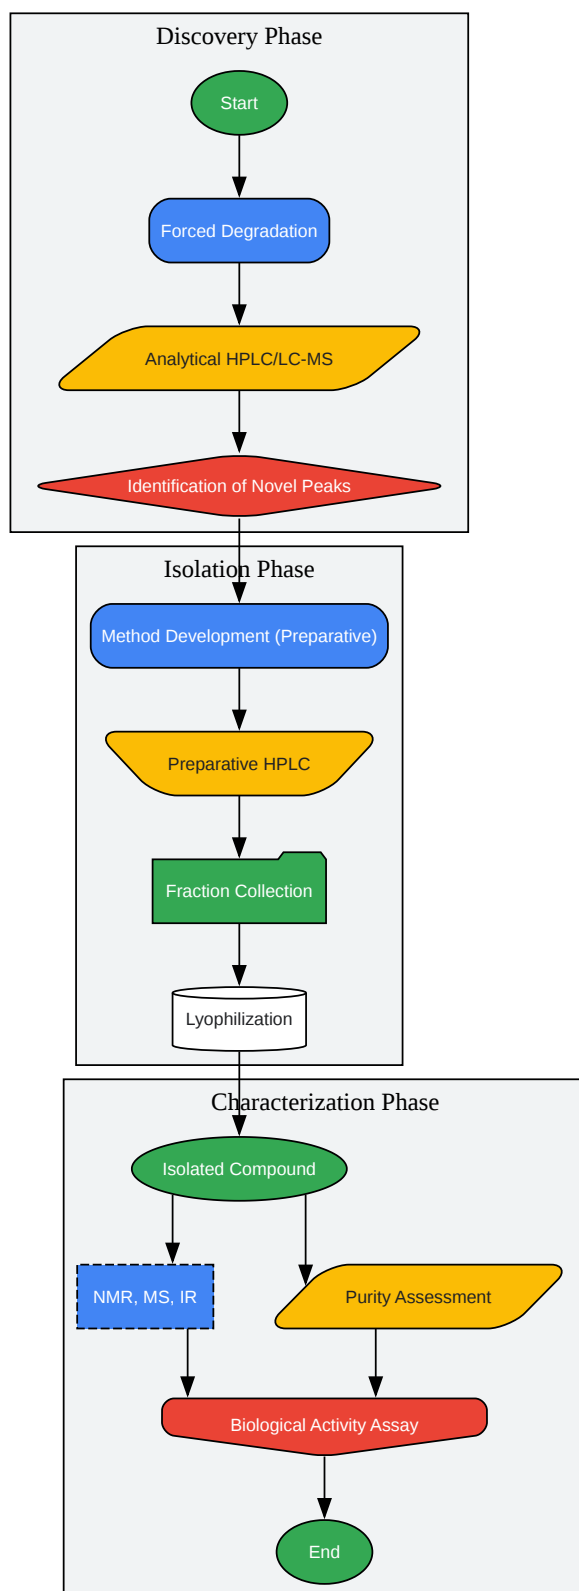 Discovery Phase
Start
Forced Degradation
Analytical HPLC/LC-MS
Identification of Novel Peaks
Isolation Phase
Method Development (Preparative)
Preparative HPLC
Fraction Collection
Lyophilization
Characterization Phase
Isolated Compound
NMR, MS, IR
Purity Assessment
Biological Activity Assay
End